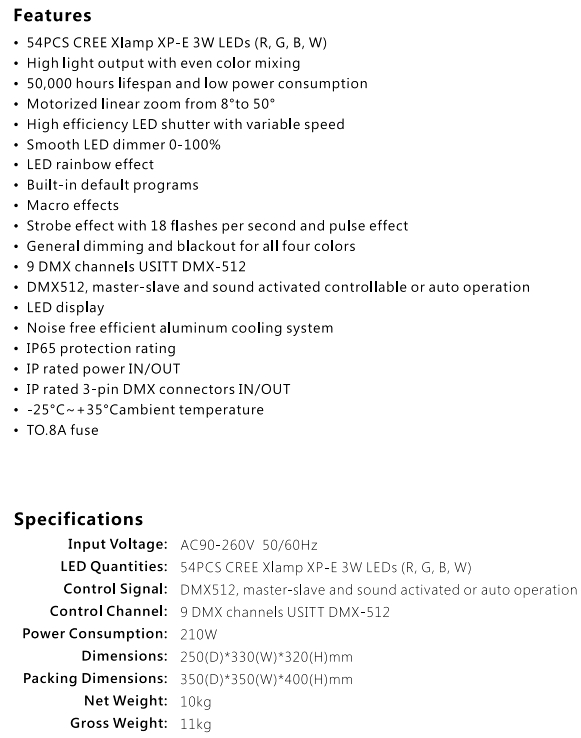 Features
• 54PCS CREE Xlamp XP-E 3W LEDs (R, G, B, W)
• High light output with even color mixing
• 50,000 hours lifespan and low power consumption
• Motorized linear zoom from 8°to 50°
• High efficiency LED shutter with variable speed
• Smooth LED dimmer 0-100%
• LED rainbow effect
• Built-in default programs
• Macro effects
• Strobe effect with 18 flashes per second and pulse effect
• General dimming and blackout for all four colors
• 9 DMX channels USITT DMX-512
• DMX512, master-slave and sound activated controllable or auto operation
• LED display
• Noise free efficient aluminum cooling system
• IP65 protection rating
• IP rated power IN/OUT
• IP rated 3-pin DMX connectors IN/OUT
• -25°C~+35°Cambient temperature
• TO.8A fuse
Specifications
Input Voltage: AC90-260V 50/60Hz
LED Quantities: 54PCS CREE Xlamp XP-E 3W LEDs (R, G, B, W)
Control Signal: DMX512, master-slave and sound activated or auto operation
Control Channel: 9 DMX channels USITT DMX-512
Power Consumption: 210W
Dimensions: 250(D)*330(W)*320(H)mm
Packing Dimensions: 350(D)*350(W)*400(H)mm
Net Weight: 10kg
Gross Weight: 11kg